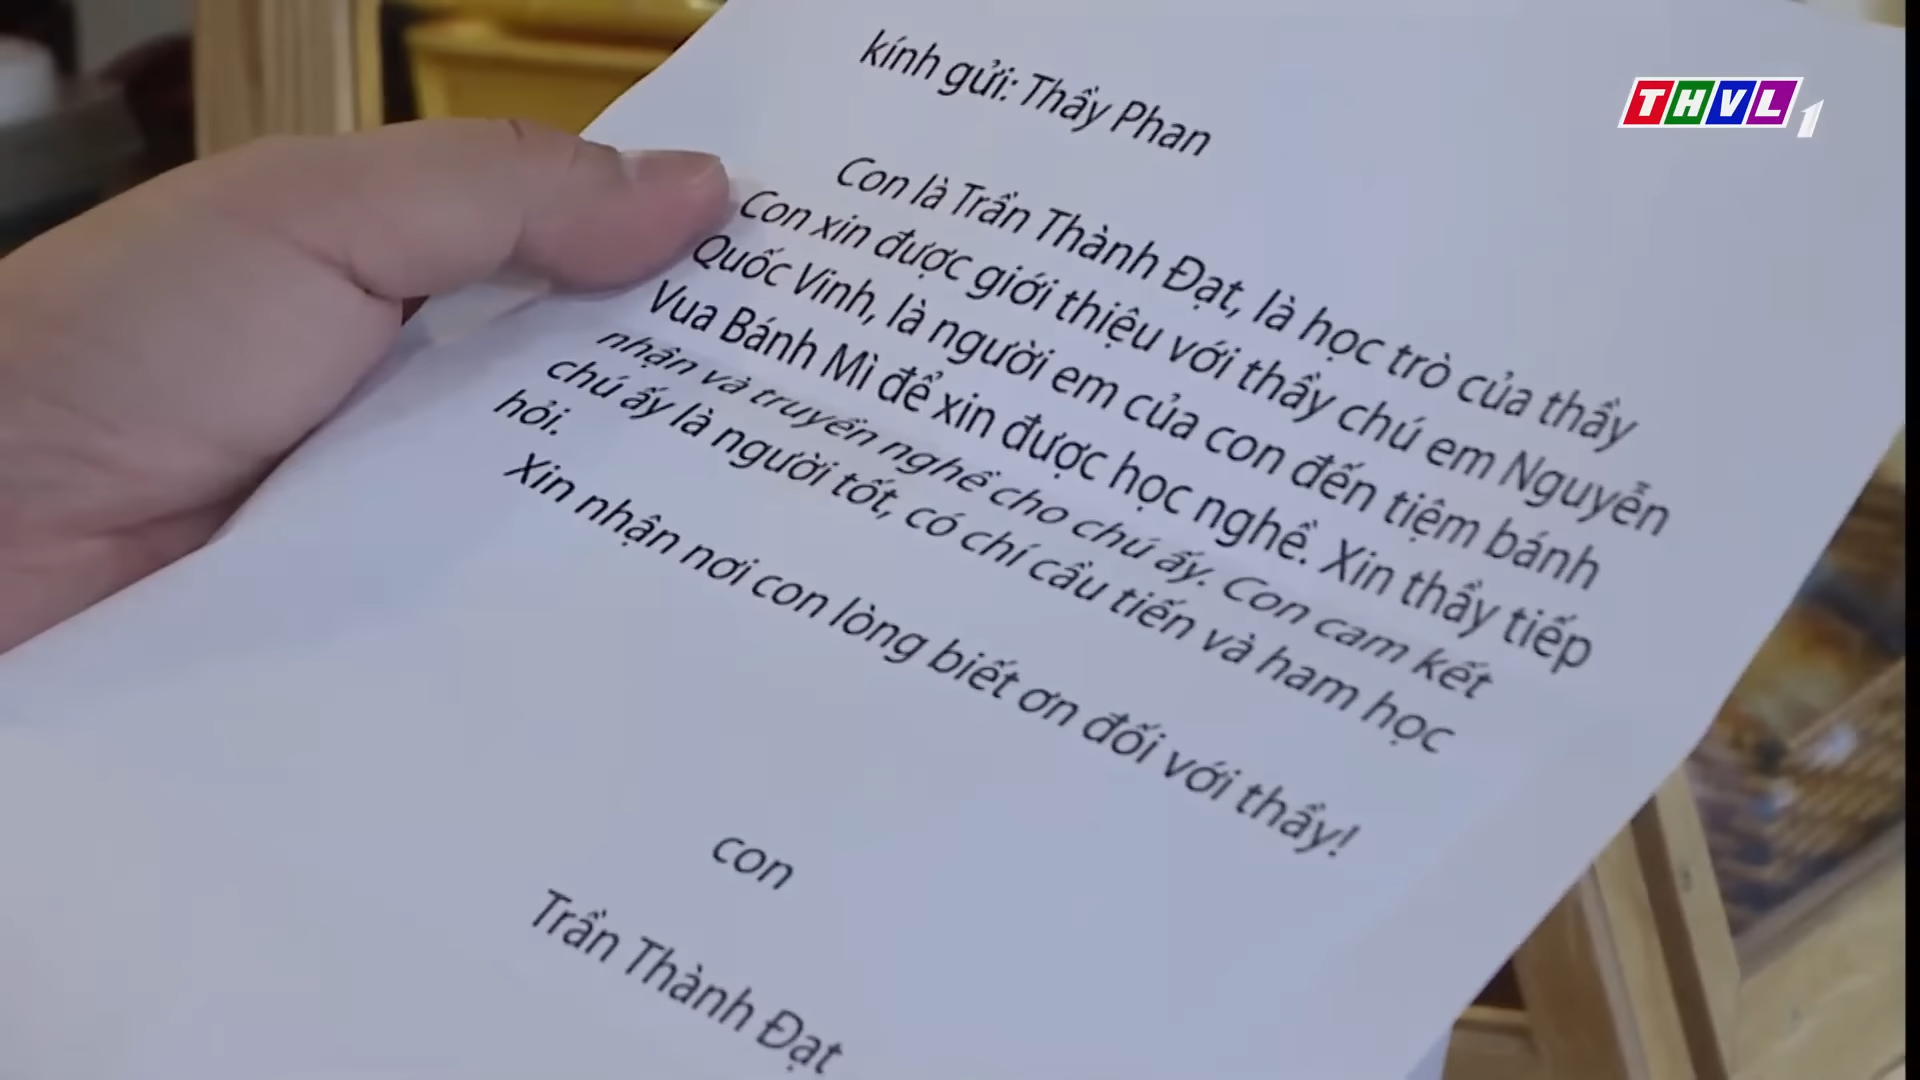 THVL1
kính gửi: Thầy Phan
Con là Trần Thành Đạt, là học trò của thầy
Con xin được giới thiệu với thầy chú em Nguyễn
Quốc Vinh, là người em của con đến tiệm bánh
Vua Bánh Mì để xin được học nghề. Xin thầy tiếp
nhận và truyền nghề cho chú ấy. Con cam kết
chú ấy là người tốt, có chí cầu tiến và ham học
hỏi.
Xin nhận nơi con lòng biết ơn đối với thầy!
con
Trần Thành Đạt